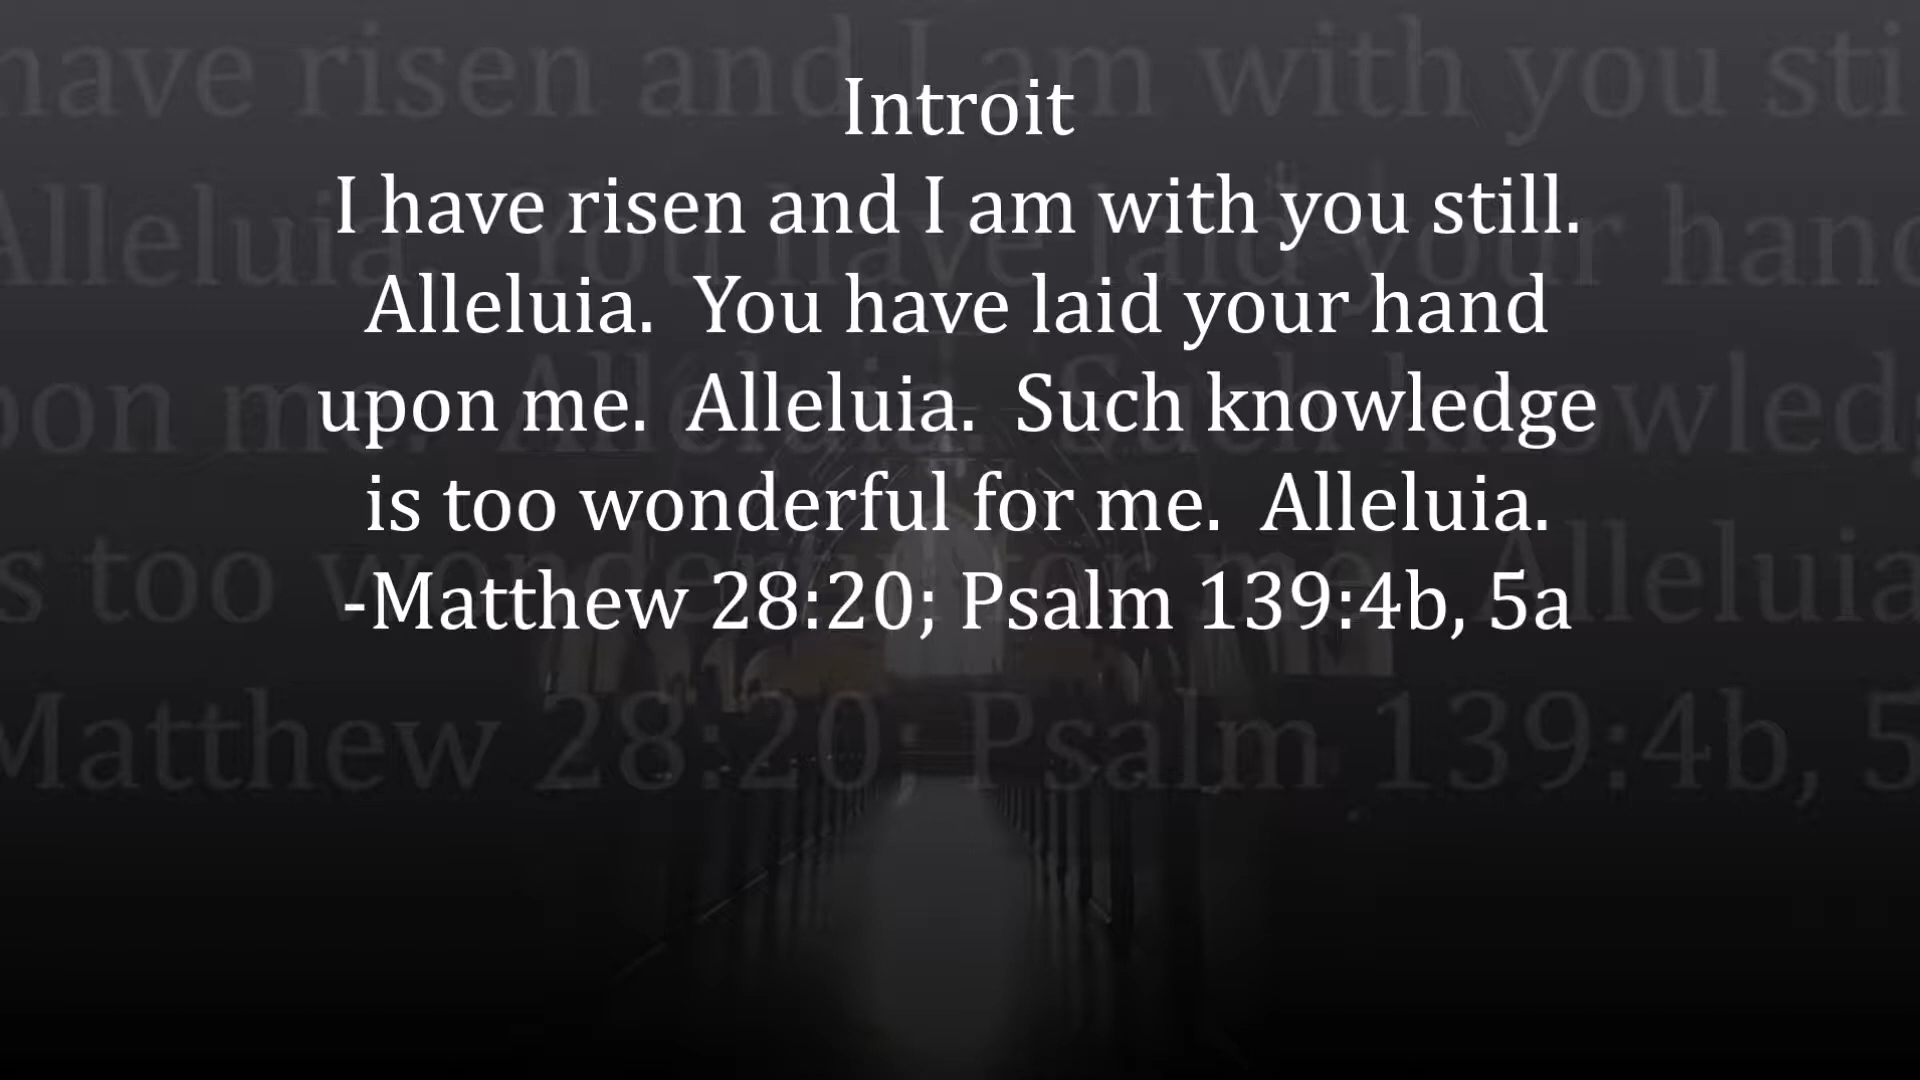 Introit
I have risen and I am with you still.
Alleluia.  You have laid your hand
upon me.  Alleluia.  Such knowledge
is too wonderful for me.  Alleluia.
-Matthew 28:20; Psalm 139:4b, 5a